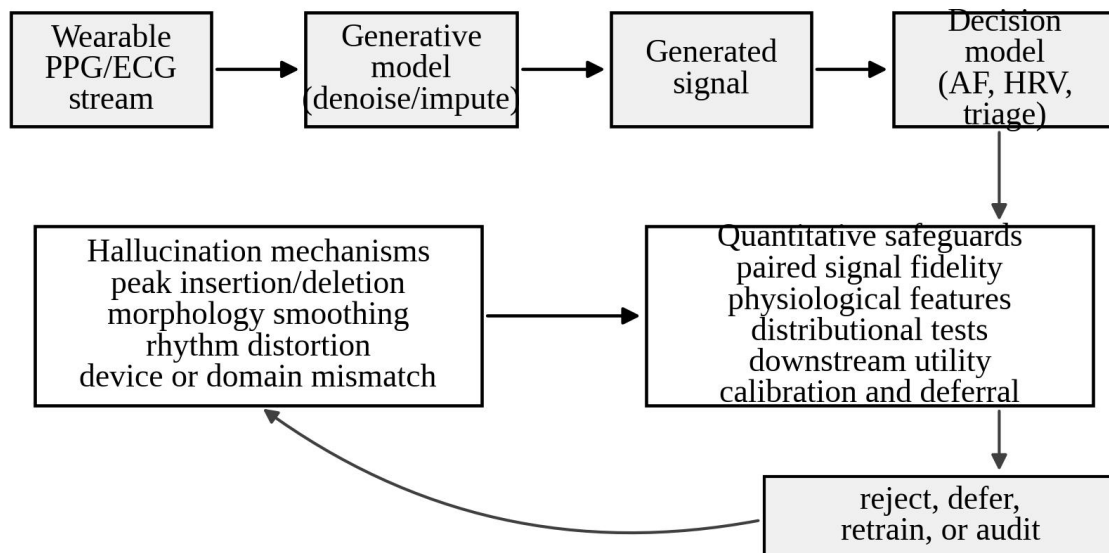 Wearable
PPG/ECG
stream
Generative
model
(denoise/impute)
Generated
signal
Decision
model
(AF, HRV,
triage)
Hallucination mechanisms
peak insertion/deletion
morphology smoothing
rhythm distortion
device or domain mismatch
Quantitative safeguards
paired signal fidelity
physiological features
distributional tests
downstream utility
calibration and deferral
reject, defer,
retrain, or audit